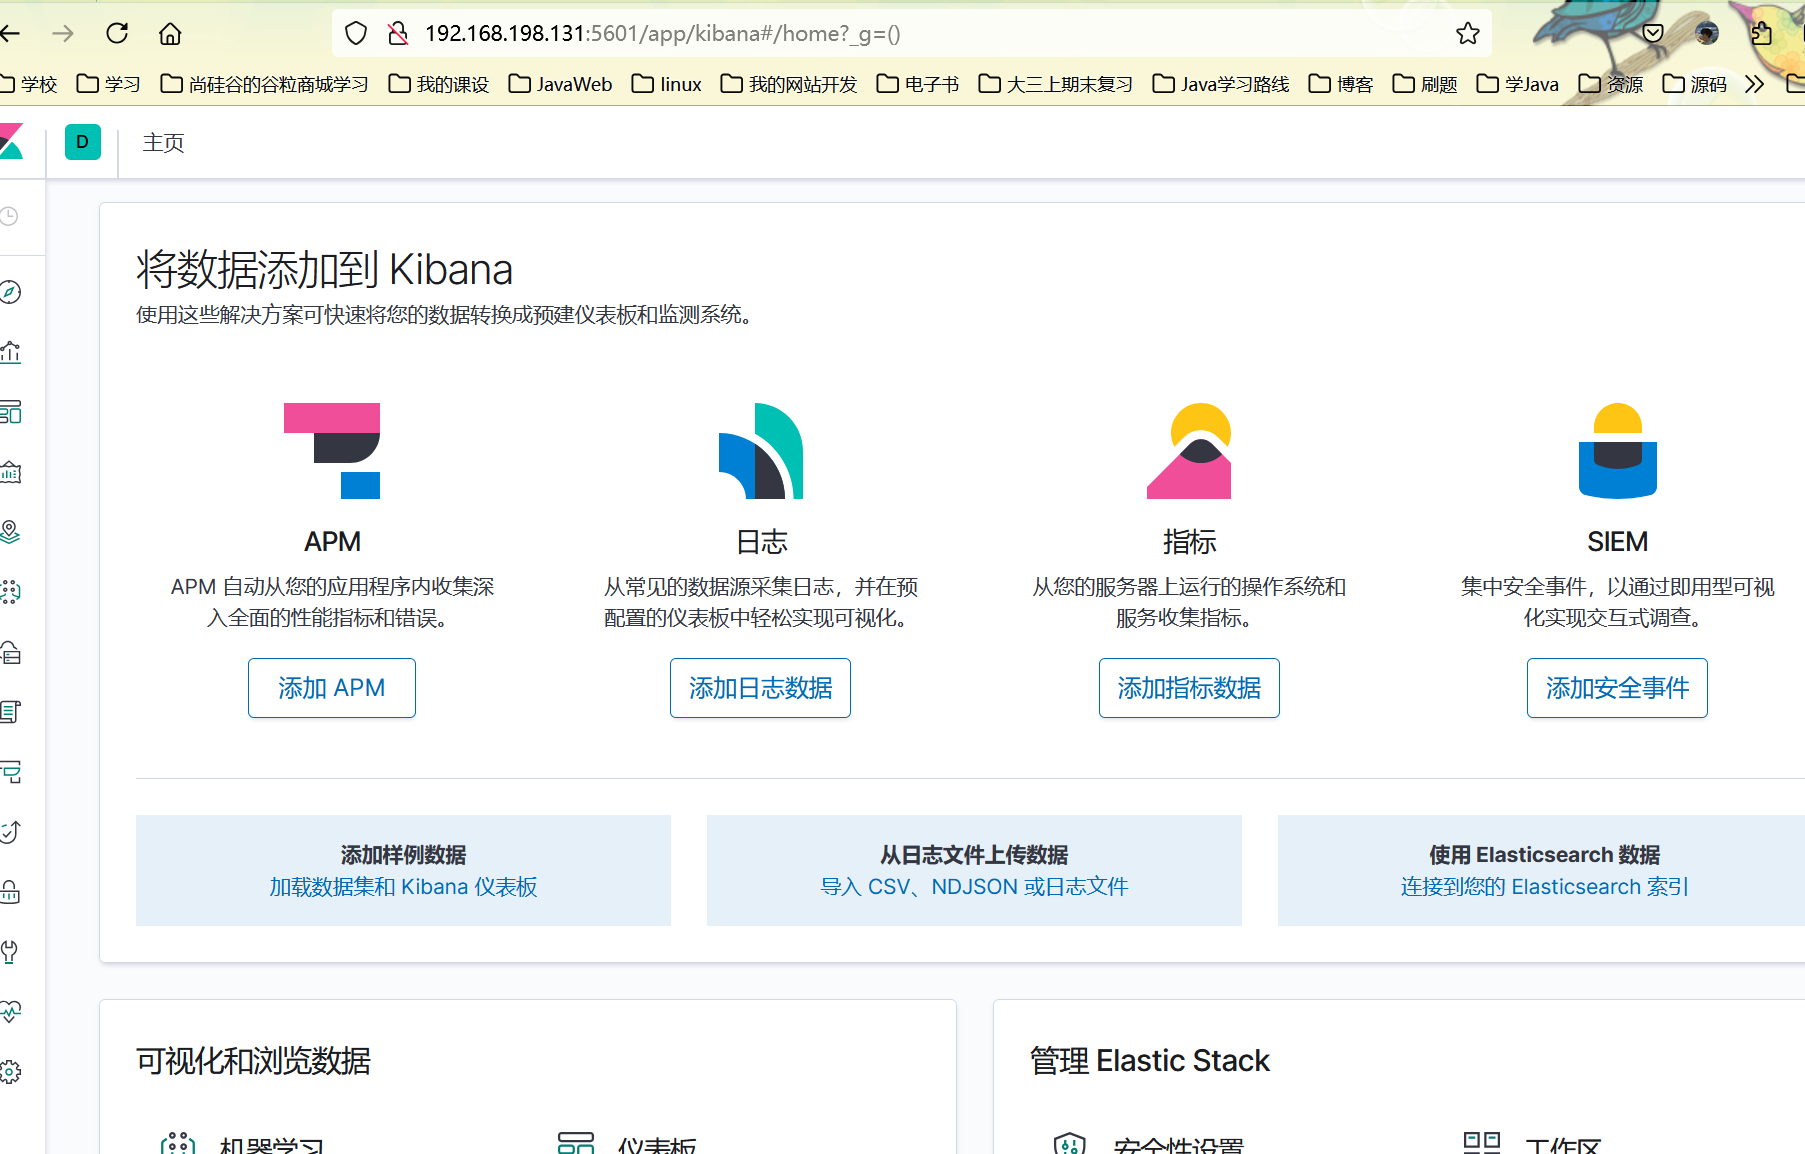 192.168.198.131:5601/app/kibana#/home?_g=()
学校 学习 尚硅谷的谷粒商城学习 我的课设 JavaWeb linux 我的网站开发 电子书 大三上期末复习 Java学习路线 博客 刷题 学Java 资源 源码
D 主页
将数据添加到 Kibana
使用这些解决方案可快速将您的数据转换成预建仪表板和监测系统。
APM
APM 自动从您的应用程序内收集深
入全面的性能指标和错误。
添加 APM
日志
从常见的数据源采集日志，并在预
配置的仪表板中轻松实现可视化。
添加日志数据
指标
从您的服务器上运行的操作系统和
服务收集指标。
添加指标数据
SIEM
集中安全事件，以通过即用型可视
化实现交互式调查。
添加安全事件
添加样例数据
加载数据集和 Kibana 仪表板
从日志文件上传数据
导入 CSV、NDJSON 或日志文件
使用 Elasticsearch 数据
连接到您的 Elasticsearch 索引
可视化和浏览数据
机器学习
仪表板
管理 Elastic Stack
安全性设置
工作区